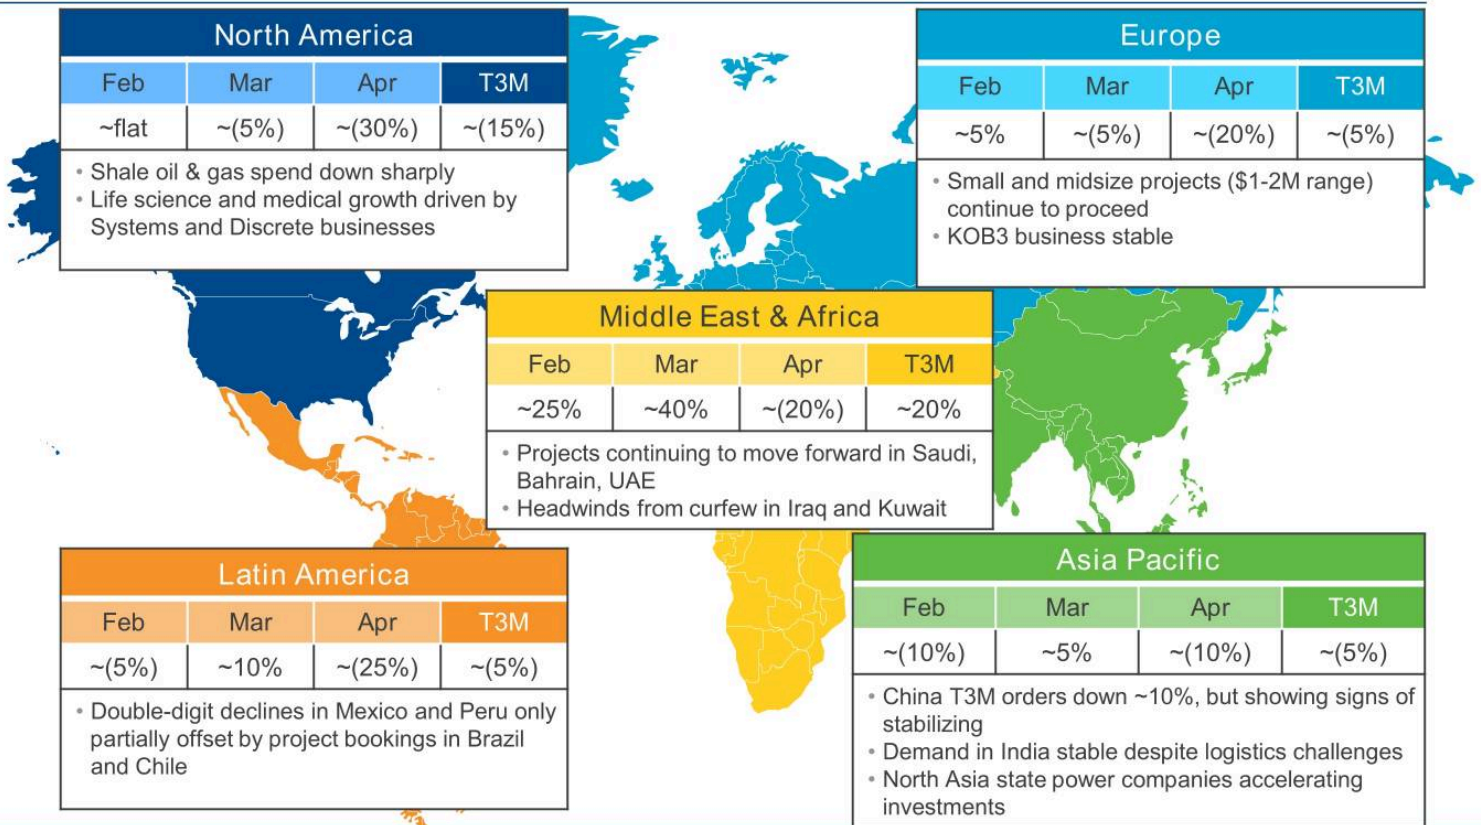 North America
Feb Mar Apr T3M
~flat ~(5%) ~(30%) ~(15%)
• Shale oil & gas spend down sharply
• Life science and medical growth driven by
Systems and Discrete businesses
Europe
Feb Mar Apr T3M
~5% ~(5%) ~(20%) ~(5%)
• Small and midsize projects ($1-2M range)
continue to proceed
• KOB3 business stable
Middle East & Africa
Feb Mar Apr T3M
~25% ~40% ~(20%) ~20%
• Projects continuing to move forward in Saudi,
Bahrain, UAE
• Headwinds from curfew in Iraq and Kuwait
Latin America
Feb Mar Apr T3M
~(5%) ~10% ~(25%) ~(5%)
• Double-digit declines in Mexico and Peru only
partially offset by project bookings in Brazil
and Chile
Asia Pacific
Feb Mar Apr T3M
~(10%) ~5% ~(10%) ~(5%)
• China T3M orders down ~10%, but showing signs of
stabilizing
• Demand in India stable despite logistics challenges
• North Asia state power companies accelerating
investments